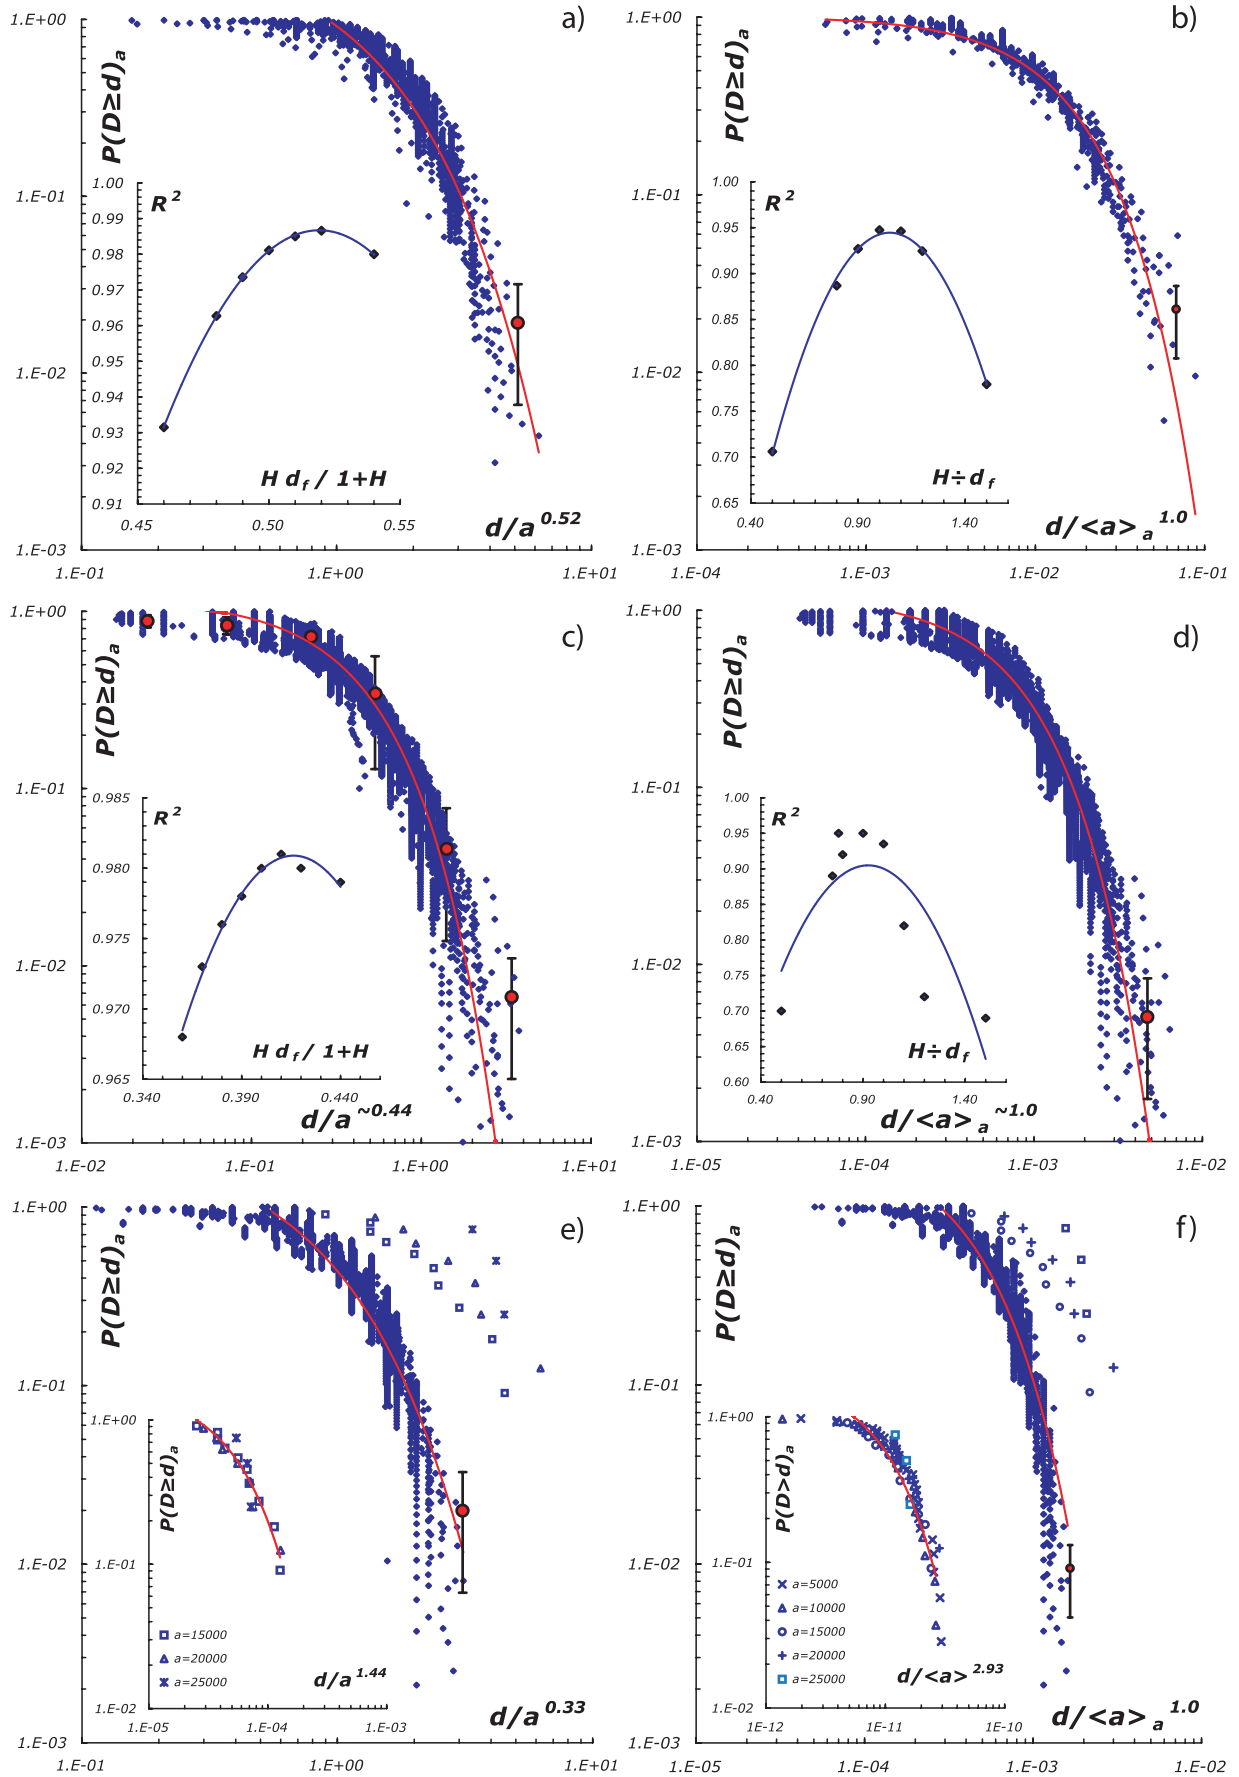 a)
1.E+00
P(D≥d)a
1.E-01
1.E-02
1.E-03
1.E-01
1.E+00
1.E+01
d/a 0.52
R 2
1.00
0.99
0.98
0.97
0.96
0.95
0.94
0.93
0.92
0.91
0.45
0.50
0.55
H df / 1+H
b)
1.E+00
P(D≥d)a
1.E-01
1.E-02
1.E-03
1.E-04
1.E-03
1.E-02
1.E-01
d/<a>a 1.0
R 2
1.00
0.95
0.90
0.85
0.80
0.75
0.70
0.65
0.40
0.90
1.40
H÷df
c)
1.E+00
P(D≥d)a
1.E-01
1.E-02
1.E-03
1.E-02
1.E-01
1.E+00
1.E+01
d/a ~0.44
R 2
0.985
0.980
0.975
0.970
0.965
0.340
0.390
0.440
H df / 1+H
d)
1.E+00
P(D≥d)a
1.E-01
1.E-02
1.E-03
1.E-05
1.E-04
1.E-03
1.E-02
d/<a>a ~1.0
R 2
1.00
0.95
0.90
0.85
0.80
0.75
0.70
0.65
0.60
0.40
0.90
1.40
H÷df
e)
1.E+00
P(D≥d)a
1.E-01
1.E-02
1.E-03
1.E-01
1.E+00
1.E+01
d/a 0.33
1.E+00
P(D≥d)a
1.E-01
1.E-02
1.E-05
1.E-04
1.E-03
a=15000
a=20000
a=25000
d/a 1.44
f)
1.E+00
P(D≥d)a
1.E-01
1.E-02
1.E-03
1.E-05
1.E-04
1.E-03
1.E-02
d/<a>a 1.0
1.E+00
P(D>d)a
1.E-01
1.E-02
1E-12
1E-11
1E-10
a=5000
a=10000
a=15000
a=20000
a=25000
d/<a> 2.93